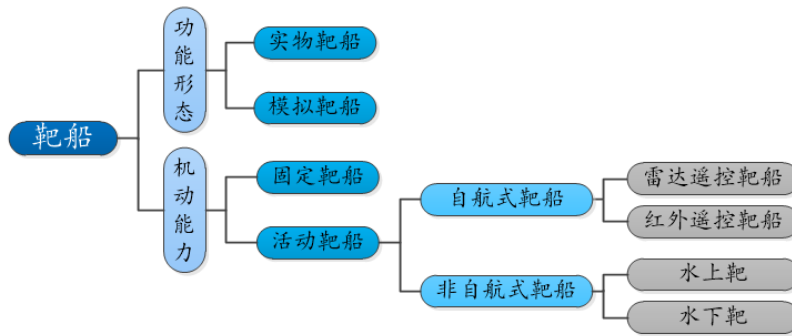 靶船
功能形态
实物靶船
模拟靶船
机动能力
固定靶船
活动靶船
自航式靶船
雷达遥控靶船
红外遥控靶船
非自航式靶船
水上靶
水下靶